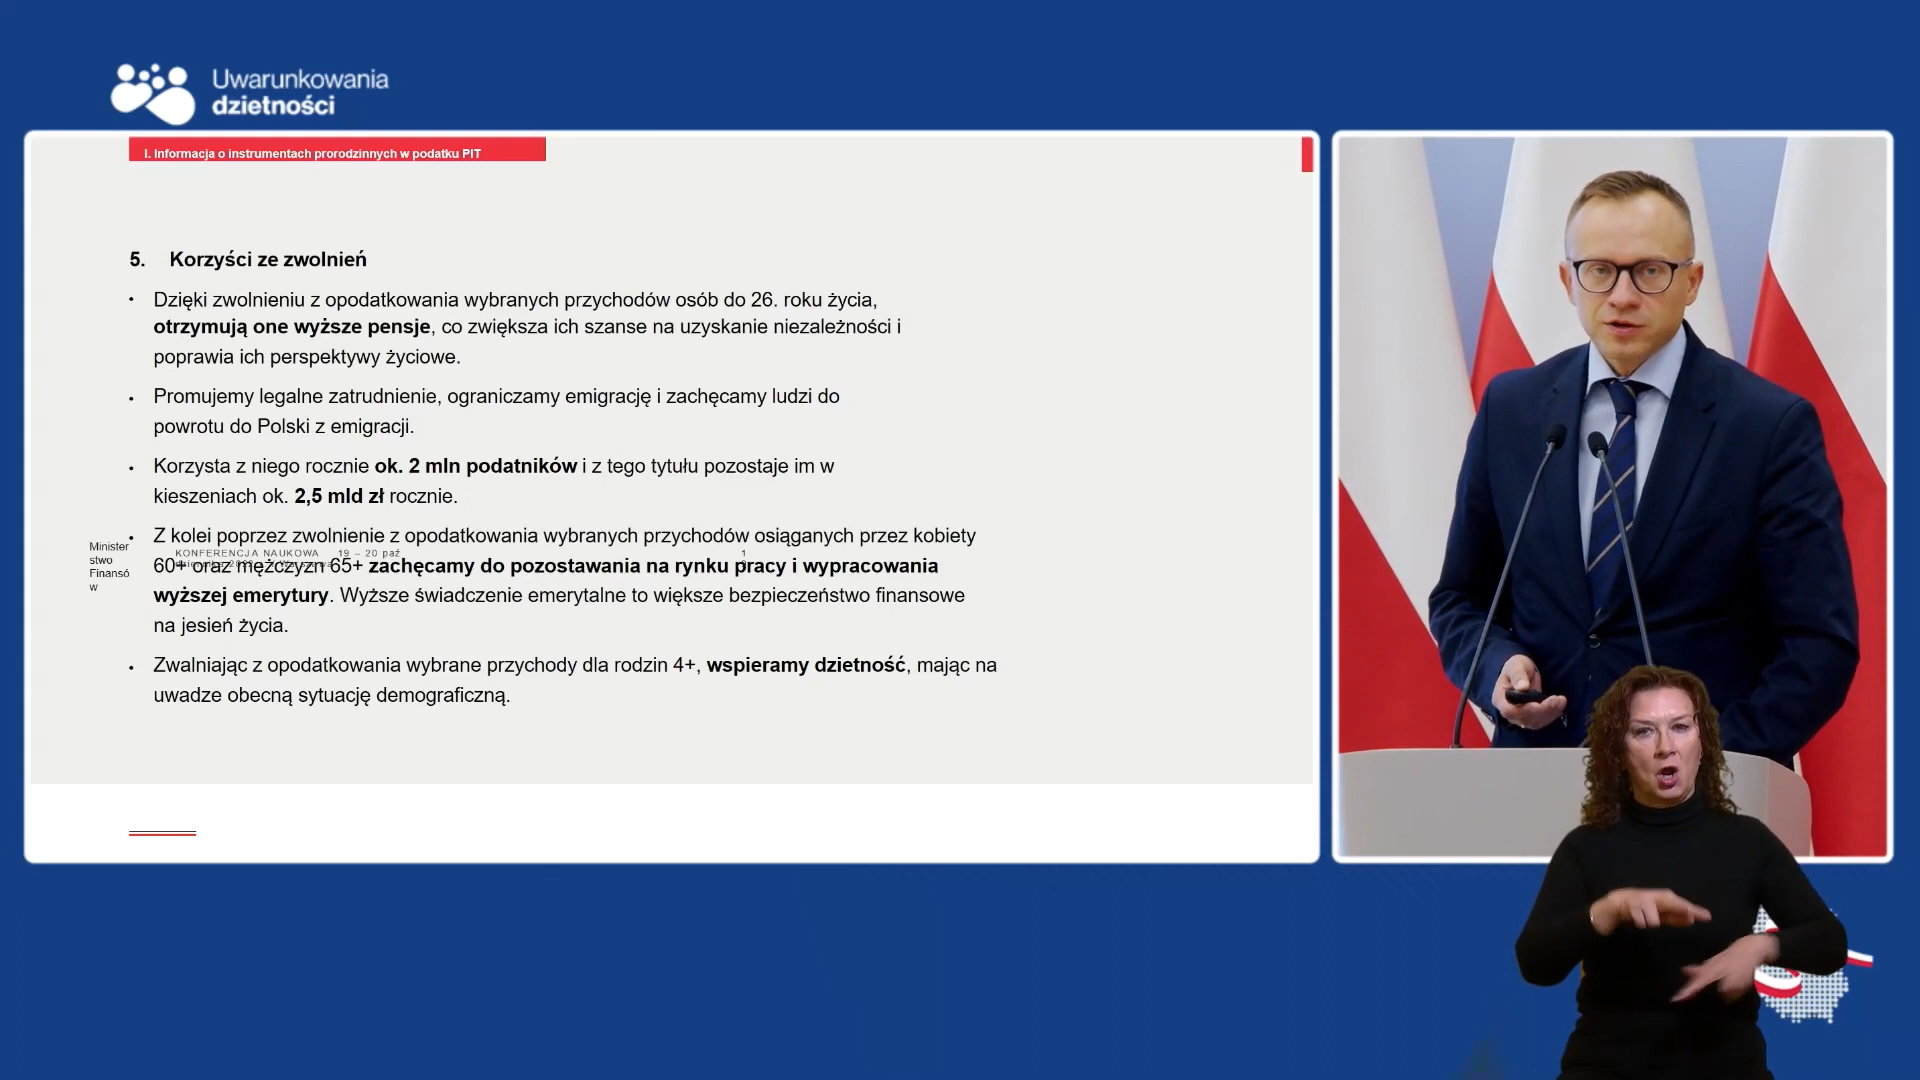 Uwarunkowania
dzietności
I. Informacja o instrumentach prorodzinnych w podatku PIT
5. Korzyści ze zwolnień
• Dzięki zwolnieniu z opodatkowania wybranych przychodów osób do 26. roku życia,
otrzymują one wyższe pensje, co zwiększa ich szanse na uzyskanie niezależności i
poprawia ich perspektywy życiowe.
• Promujemy legalne zatrudnienie, ograniczamy emigrację i zachęcamy ludzi do
powrotu do Polski z emigracji.
• Korzysta z niego rocznie ok. 2 mln podatników i z tego tytułu pozostaje im w
kieszeniach ok. 2,5 mld zł rocznie.
• Z kolei poprzez zwolnienie z opodatkowania wybranych przychodów osiąganych przez kobiety
60+ oraz mężczyzn 65+ zachęcamy do pozostawania na rynku pracy i wypracowania
wyższej emerytury. Wyższe świadczenie emerytalne to większe bezpieczeństwo finansowe
na jesień życia.
• Zwalniając z opodatkowania wybrane przychody dla rodzin 4+, wspieramy dzietność, mając na
uwadze obecną sytuację demograficzną.
Minister
stwo
Finansó
w
KONFERENCJA NAUKOWA 19 – 20 paź
1